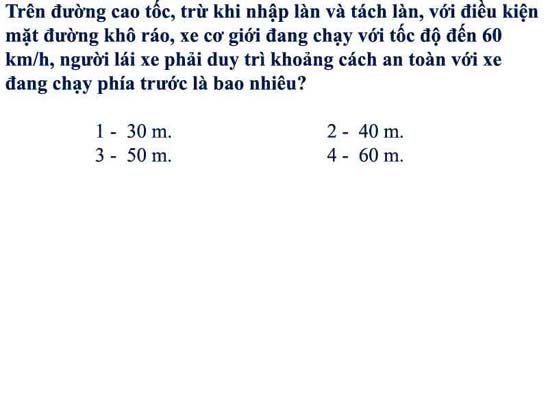 Trên đường cao tốc, trừ khi nhập làn và tách làn, với điều kiện
mặt đường khô ráo, xe cơ giới đang chạy với tốc độ đến 60
km/h, người lái xe phải duy trì khoảng cách an toàn với xe
đang chạy phía trước là bao nhiêu?
1 - 30 m. 2 - 40 m.
3 - 50 m. 4 - 60 m.